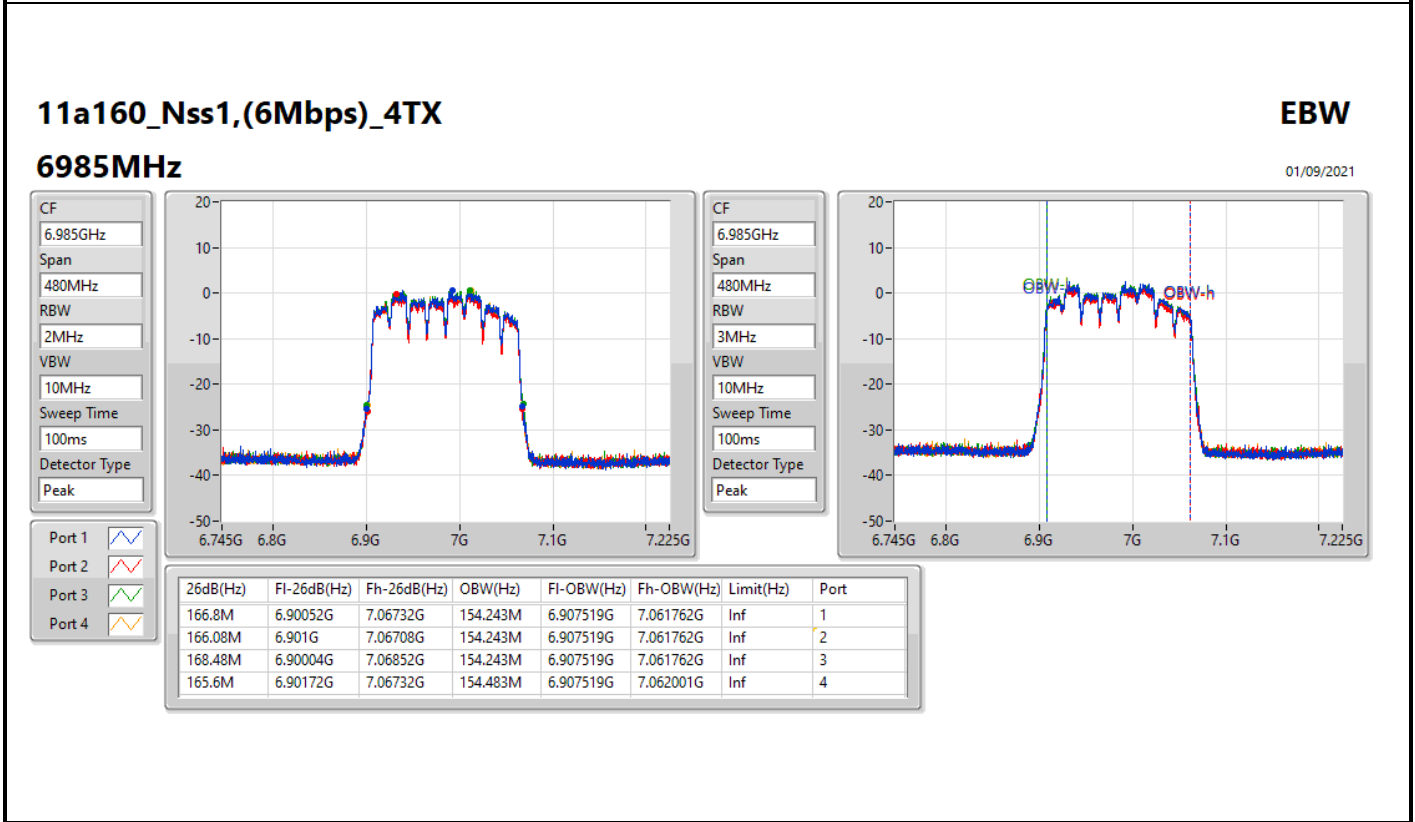 11a160_Nss1,(6Mbps)_4TX
EBW
6985MHz
01/09/2021
CF
6.985GHz
Span
480MHz
RBW
2MHz
VBW
10MHz
Sweep Time
100ms
Detector Type
Peak
20
10
0
-10
-20
-30
-40
-50
6.745G 6.8G 6.9G 7G 7.1G 7.225G
CF
6.985GHz
Span
480MHz
RBW
3MHz
VBW
10MHz
Sweep Time
100ms
Detector Type
Peak
20
10
0
-10
-20
-30
-40
-50
OBW-h
6.745G 6.8G 6.9G 7G 7.1G 7.225G
Port 1
Port 2
Port 3
Port 4
26dB(Hz) Fl-26dB(Hz) Fh-26dB(Hz) OBW(Hz) Fl-OBW(Hz) Fh-OBW(Hz) Limit(Hz) Port
166.8M 6.90052G 7.06732G 154.243M 6.907519G 7.061762G Inf 1
166.08M 6.901G 7.06708G 154.243M 6.907519G 7.061762G Inf 2
168.48M 6.90004G 7.06852G 154.243M 6.907519G 7.061762G Inf 3
165.6M 6.90172G 7.06732G 154.483M 6.907519G 7.062001G Inf 4